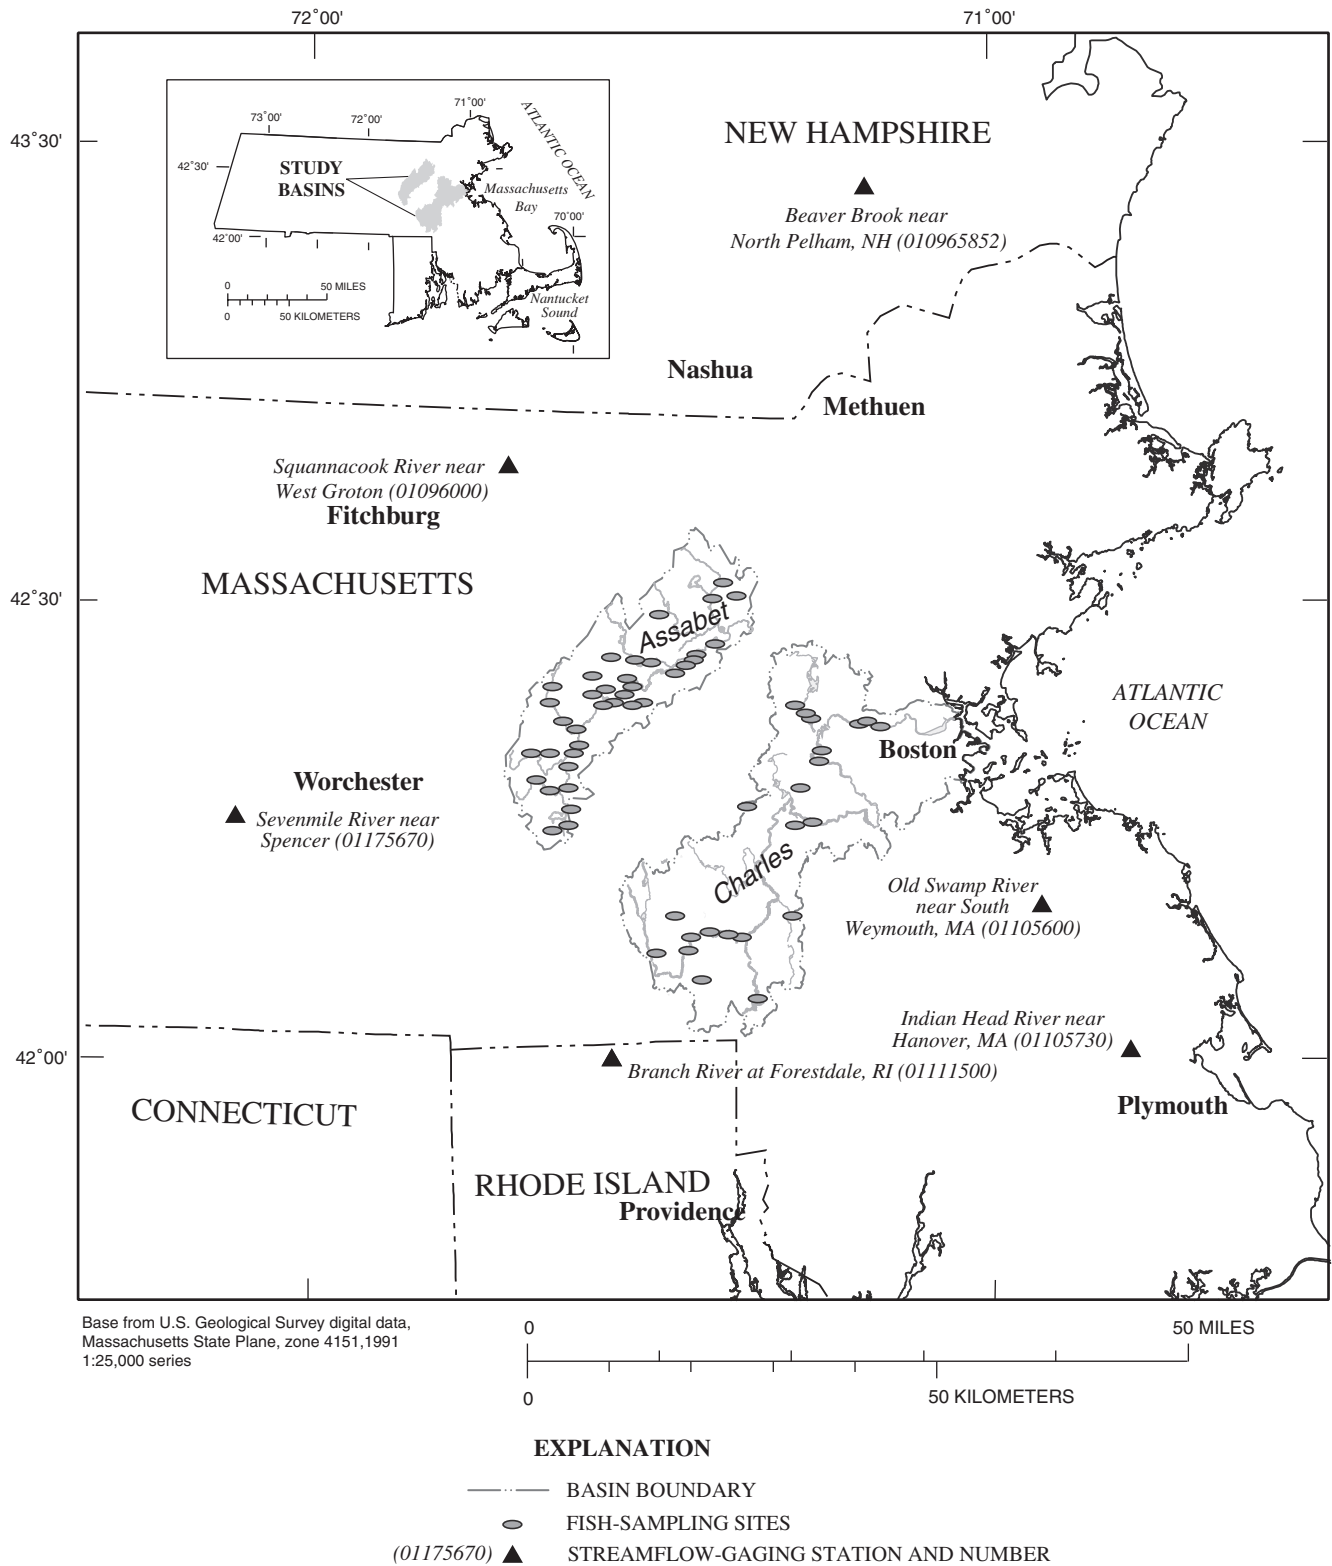 72°00'
71°00'
43°30'
42°30'
42°00'
73°00'
72°00'
71°00'
42°30'
42°00'
70°00'
ATLANTIC OCEAN
STUDY
BASINS
Massachusetts
Bay
Nantucket
Sound
0
50 MILES
0
50 KILOMETERS
NEW HAMPSHIRE
Beaver Brook near
North Pelham, NH (010965852)
Nashua
Methuen
Squannacook River near
West Groton (01096000)
Fitchburg
MASSACHUSETTS
Assabet
ATLANTIC
OCEAN
Boston
Worchester
Sevenmile River near
Spencer (01175670)
Charles
Old Swamp River
near South
Weymouth, MA (01105600)
Indian Head River near
Hanover, MA (01105730)
Branch River at Forestdale, RI (01111500)
Plymouth
CONNECTICUT
RHODE ISLAND
Providence
Base from U.S. Geological Survey digital data,
Massachusetts State Plane, zone 4151,1991
1:25,000 series
0
50 MILES
0
50 KILOMETERS
EXPLANATION
BASIN BOUNDARY
FISH-SAMPLING SITES
(01175670)
STREAMFLOW-GAGING STATION AND NUMBER